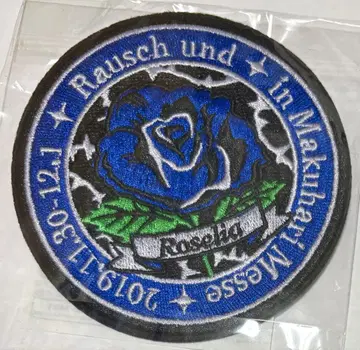 Rausch und
in Makuhari Messe
2019.11.30-12.1
Roselia